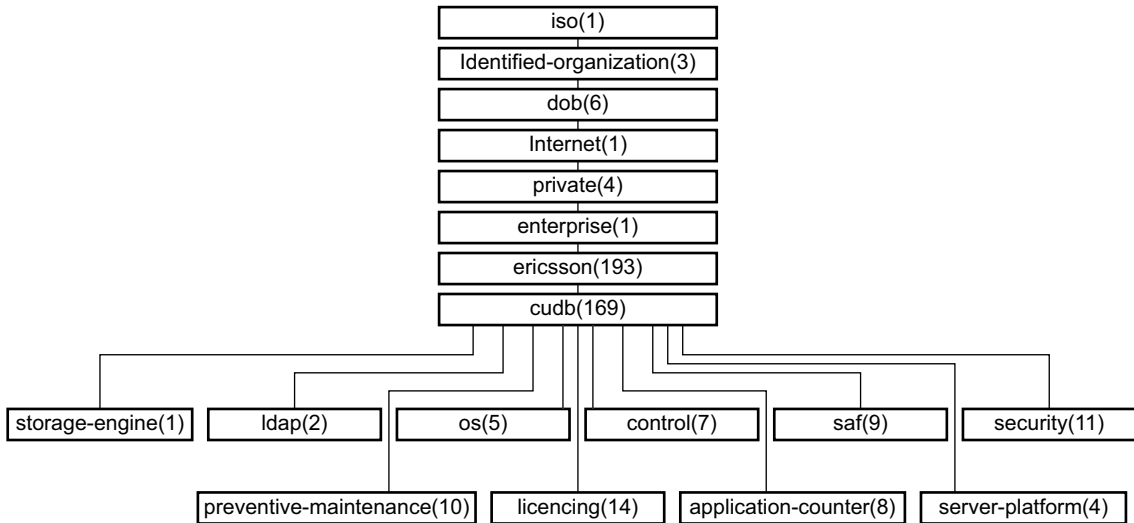 iso(1)
Identified-organization(3)
dob(6)
Internet(1)
private(4)
enterprise(1)
ericsson(193)
cudb(169)
storage-engine(1)
ldap(2)
os(5)
control(7)
saf(9)
security(11)
preventive-maintenance(10)
licencing(14)
application-counter(8)
server-platform(4)